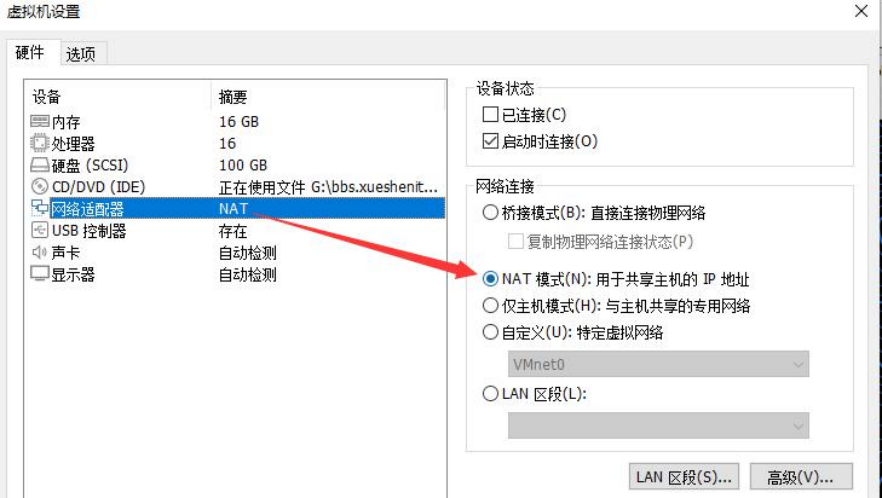 虚拟机设置
硬件 选项
设备 摘要
内存 16 GB
处理器 16
硬盘 (SCSI) 100 GB
CD/DVD (IDE) 正在使用文件 G:\bbs.xueshenit...
网络适配器 NAT
USB 控制器 存在
声卡 自动检测
显示器 自动检测
设备状态
已连接(C)
启动时连接(O)
网络连接
桥接模式(B): 直接连接物理网络
复制物理网络连接状态(P)
NAT 模式(N): 用于共享主机的 IP 地址
仅主机模式(H): 与主机共享的专用网络
自定义(U): 特定虚拟网络
VMnet0
LAN 区段(L):
LAN 区段(S)... 高级(V)...